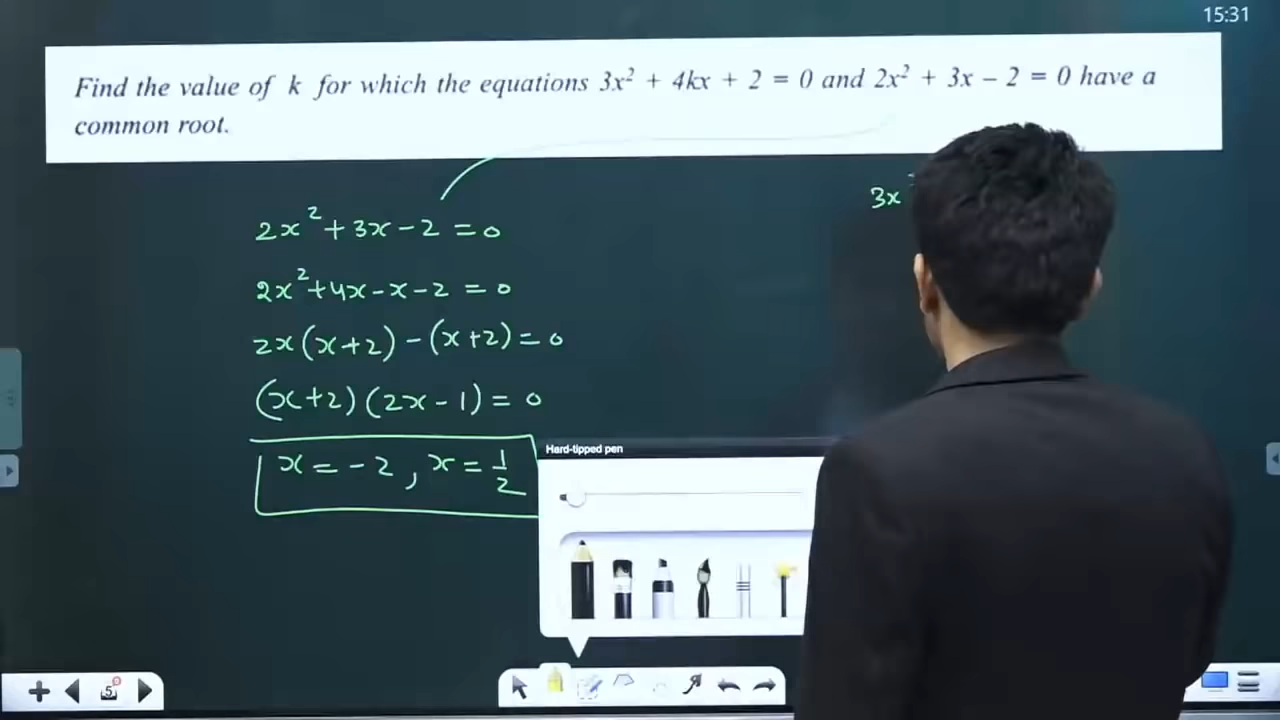 15:31
Find the value of k for which the equations 3x² + 4kx + 2 = 0 and 2x² + 3x – 2 = 0 have a
common root.
3x
2x² + 3x – 2 = 0
2x² + 4x – x – 2 = 0
2x(x+2) – (x+2) = 0
(x+2)(2x – 1) = 0
x = –2, x = 1/2
Hard-tipped pen
5